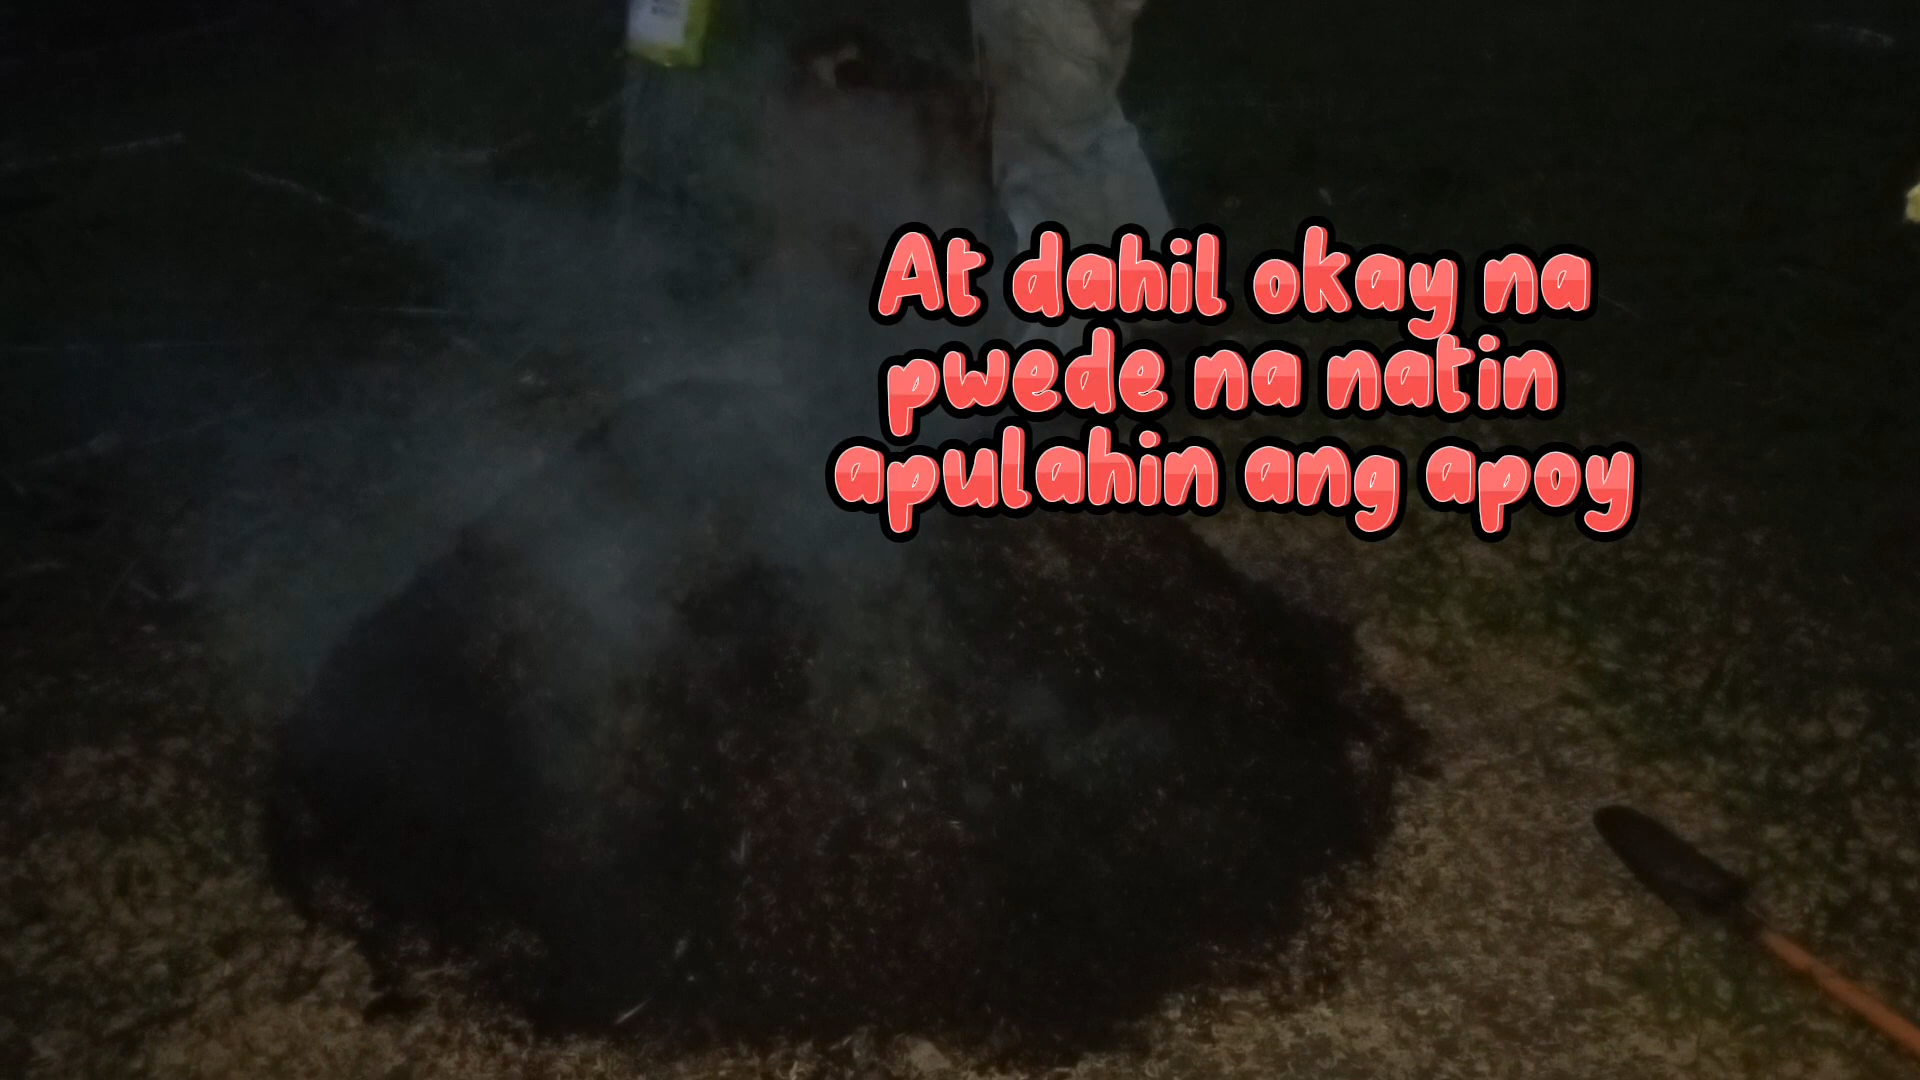 At dahil okay na
pwede na natin
apulahin ang apoy